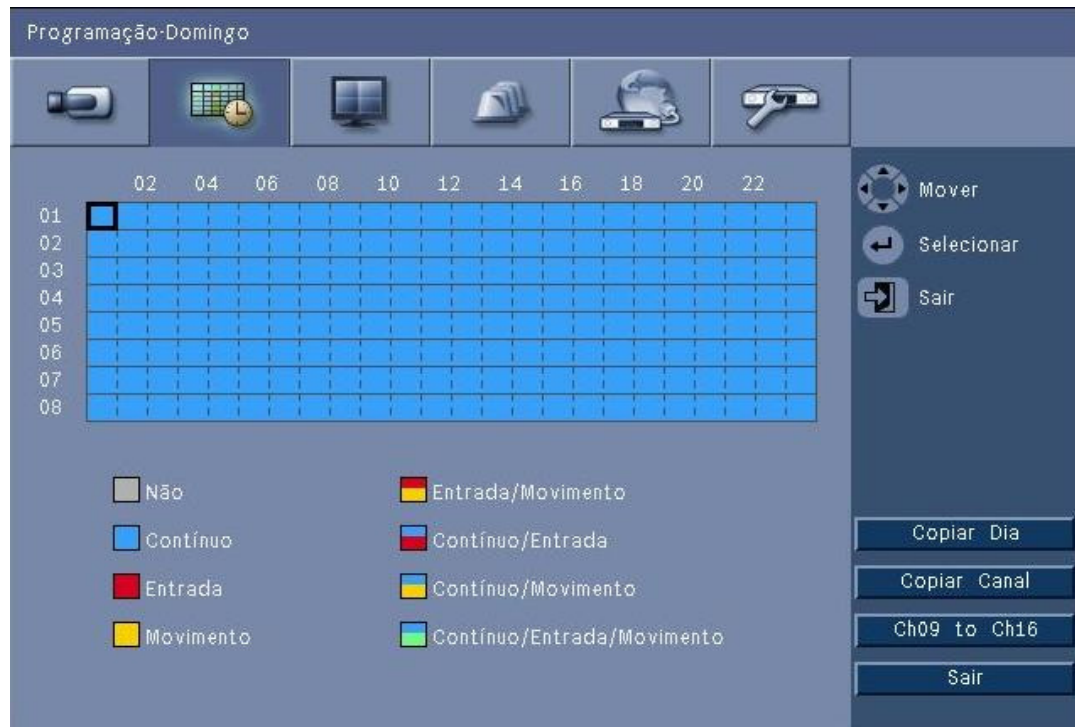 Programação-Domingo
02 04 06 08 10 12 14 16 18 20 22
01
02
03
04
05
06
07
08
Mover
Selecionar
Sair
Não
Contínuo
Entrada
Movimento
Entrada/Movimento
Contínuo/Entrada
Contínuo/Movimento
Contínuo/Entrada/Movimento
Copiar Dia
Copiar Canal
Ch09 to Ch16
Sair